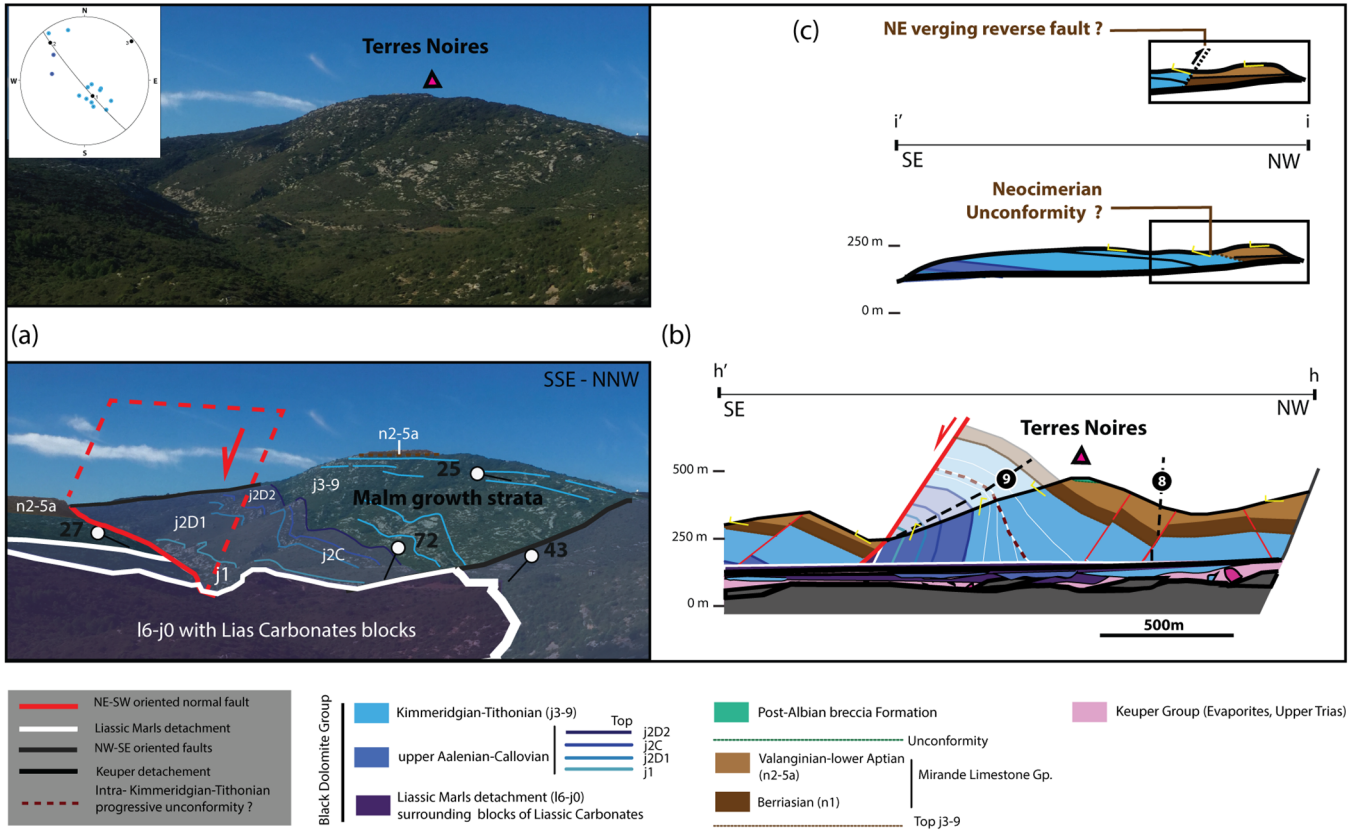 N
W
E
S
2
3
1
Terres Noires
(a)
SSE - NNW
n2-5a
n2-5a
j3-9
25
Malm growth strata
j2D2
j2D1
27
72
43
j2C
j1
l6-j0 with Lias Carbonates blocks
(c)
NE verging reverse fault ?
i'
i
SE
NW
Neocimerian
Unconformity ?
250 m
0 m
(b)
h'
h
SE
NW
Terres Noires
9
8
500 m
250 m
0 m
500m
NE-SW oriented normal fault
Liassic Marls detachment
NW-SE oriented faults
Keuper detachement
Intra- Kimmeridgian-Tithonian
progressive unconformity ?
Black Dolomite Group
Kimmeridgian-Tithonian (j3-9)
upper Aalenian-Callovian
Top
j2D2
j2C
j2D1
j1
Liassic Marls detachment (l6-j0)
surrounding blocks of Liassic Carbonates
Post-Albian breccia Formation
Unconformity
Valanginian-lower Aptian
(n2-5a)
Mirande Limestone Gp.
Berriasian (n1)
Top j3-9
Keuper Group (Evaporites, Upper Trias)